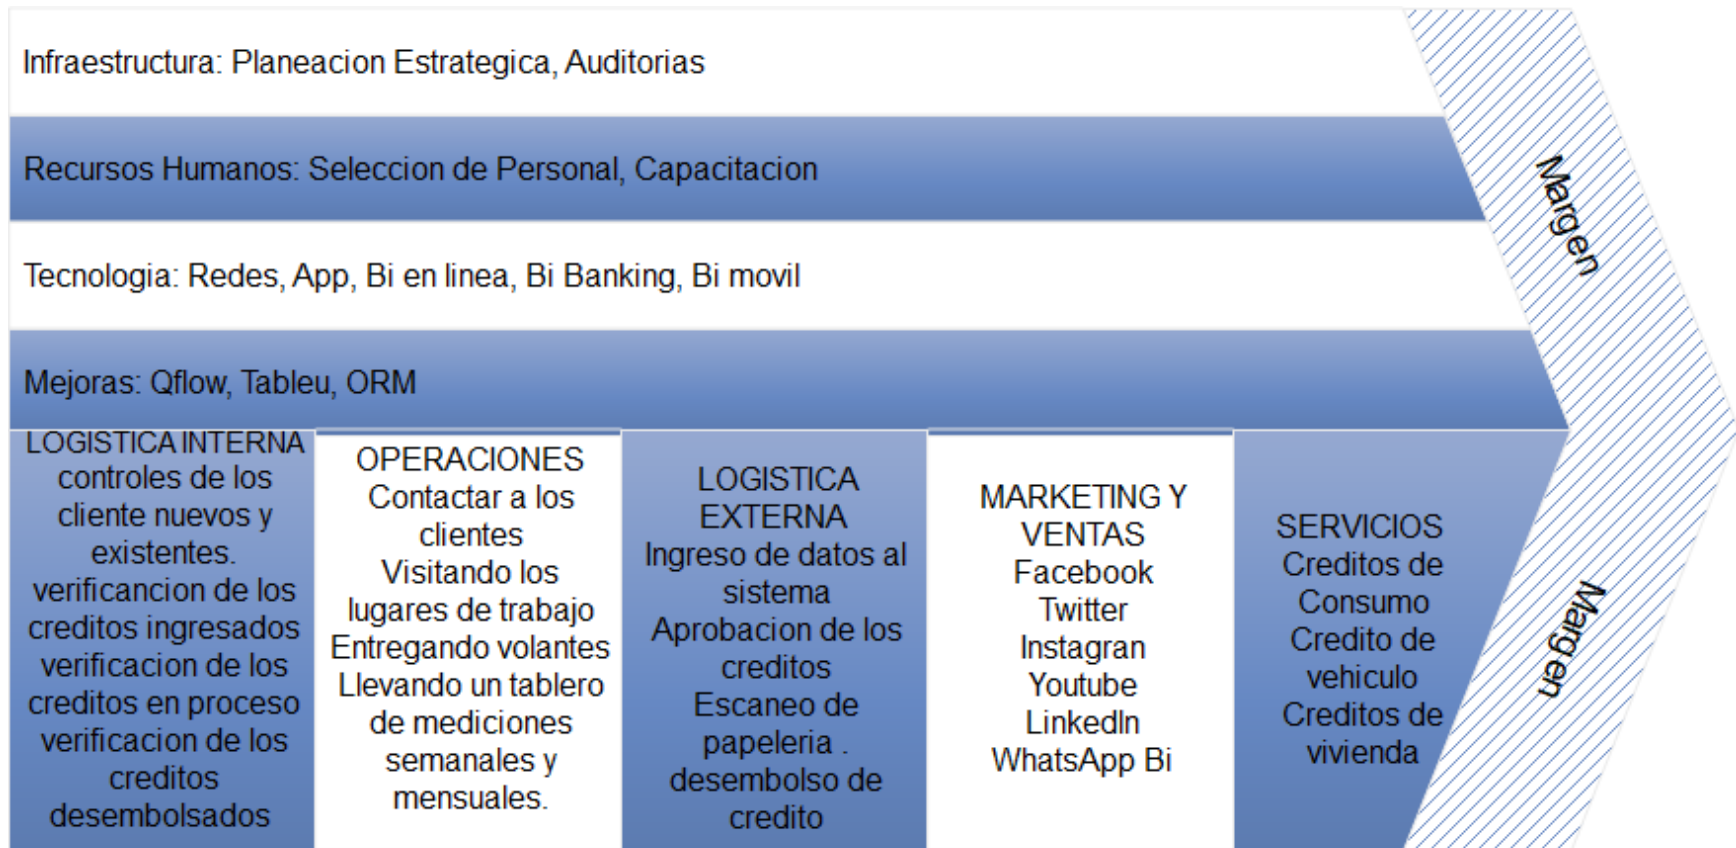 Infraestructura: Planeacion Estrategica, Auditorias
Recursos Humanos: Seleccion de Personal, Capacitacion
Tecnologia: Redes, App, Bi en linea, Bi Banking, Bi movil
Mejoras: Qflow, Tableu, ORM
Margen
LOGISTICA INTERNA
controles de los
cliente nuevos y
existentes.
verificancion de los
creditos ingresados
verificacion de los
creditos en proceso
verificacion de los
creditos
desembolsados
OPERACIONES
Contactar a los
clientes
Visitando los
lugares de trabajo
Entregando volantes
Llevando un tablero
de mediciones
semanales y
mensuales.
LOGISTICA
EXTERNA
Ingreso de datos al
sistema
Aprobacion de los
creditos
Escaneo de
papeleria .
desembolso de
credito
MARKETING Y
VENTAS
Facebook
Twitter
Instagran
Youtube
LinkedIn
WhatsApp Bi
SERVICIOS
Creditos de
Consumo
Credito de
vehiculo
Creditos de
vivienda
Margen